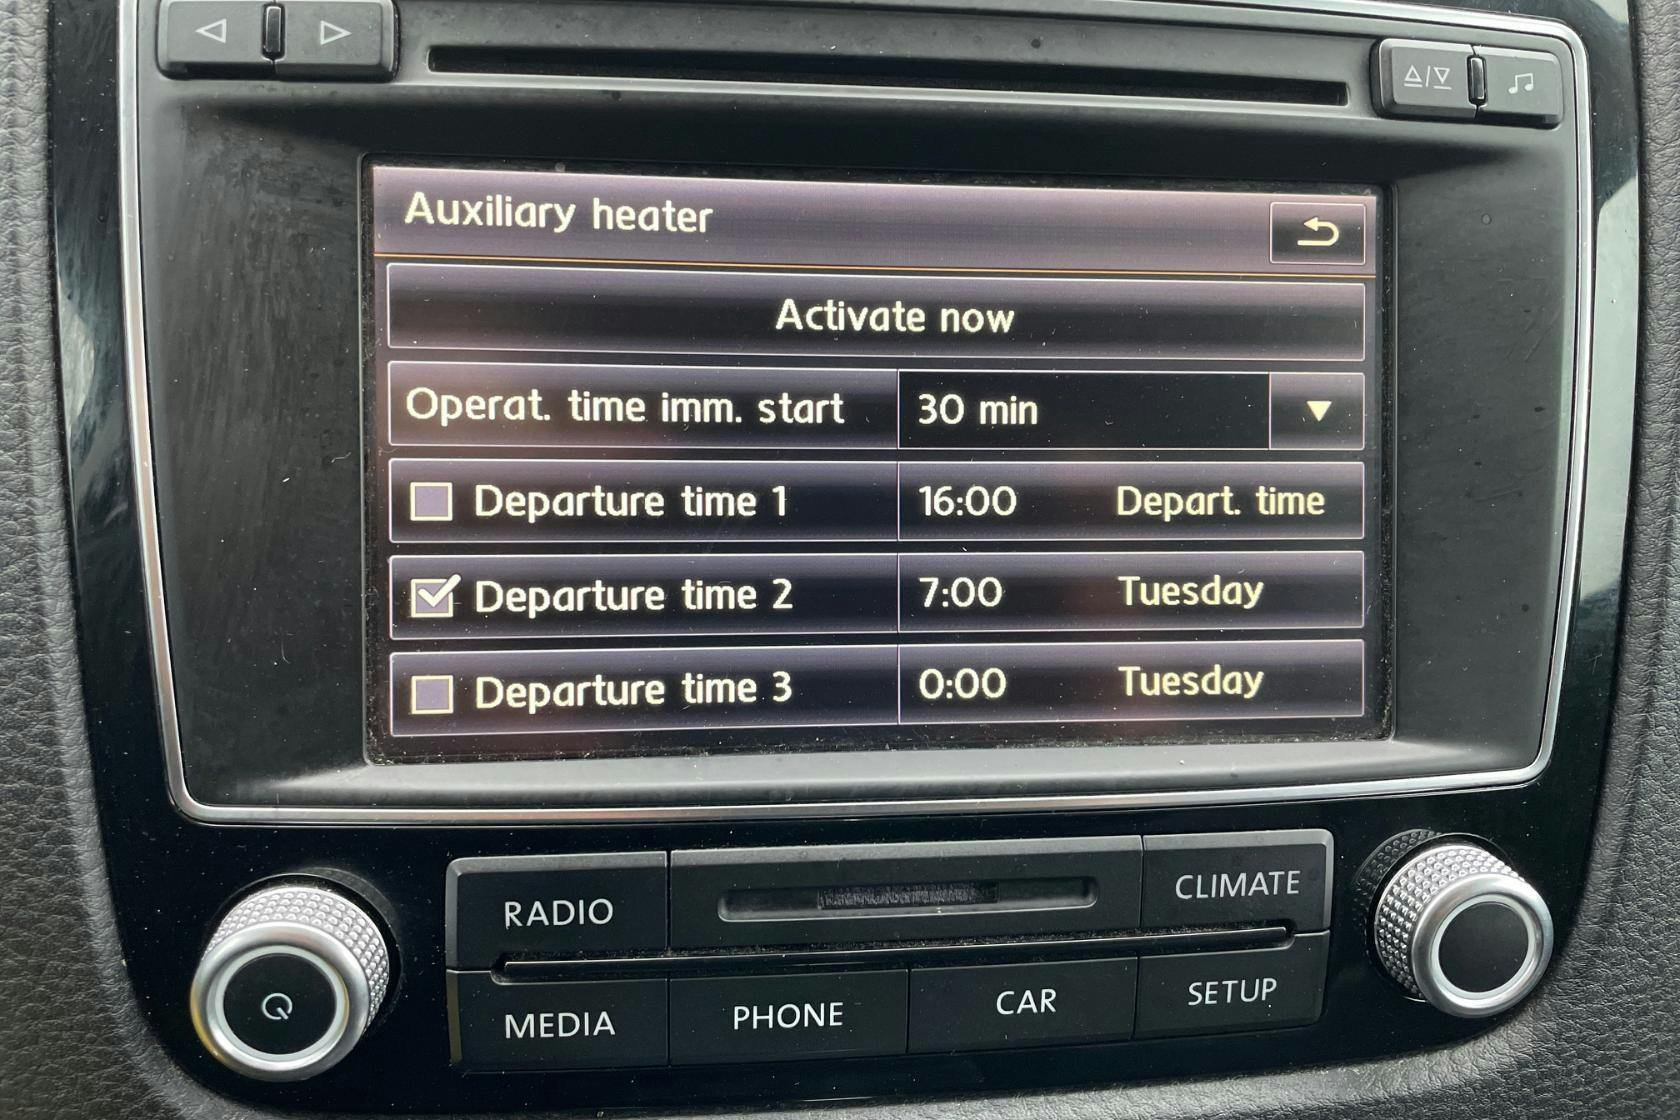 Auxiliary heater
Activate now
Operat. time imm. start 30 min
Departure time 1 16:00 Depart. time
Departure time 2 7:00 Tuesday
Departure time 3 0:00 Tuesday
RADIO CLIMATE
MEDIA PHONE CAR SETUP